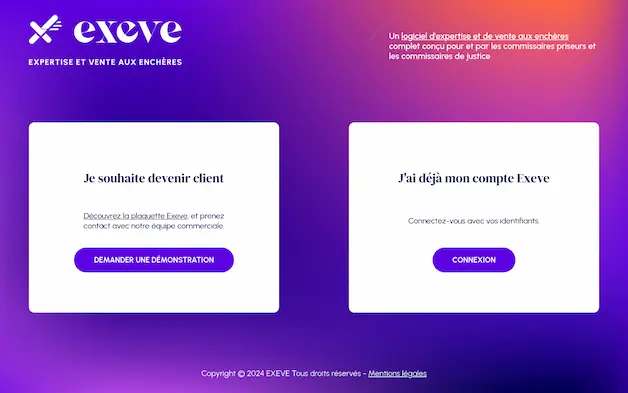 exeve
EXPERTISE ET VENTE AUX ENCHÈRES
Un logiciel d'expertise et de vente aux enchères
complet conçu pour et par les commissaires priseurs et
les commissaires de justice
Je souhaite devenir client
Découvrez la plaquette Exeve, et prenez
contact avec notre équipe commerciale.
DEMANDER UNE DÉMONSTRATION
J'ai déjà mon compte Exeve
Connectez-vous avec vos identifiants.
CONNEXION
Copyright © 2024 EXEVE Tous droits réservés - Mentions légales